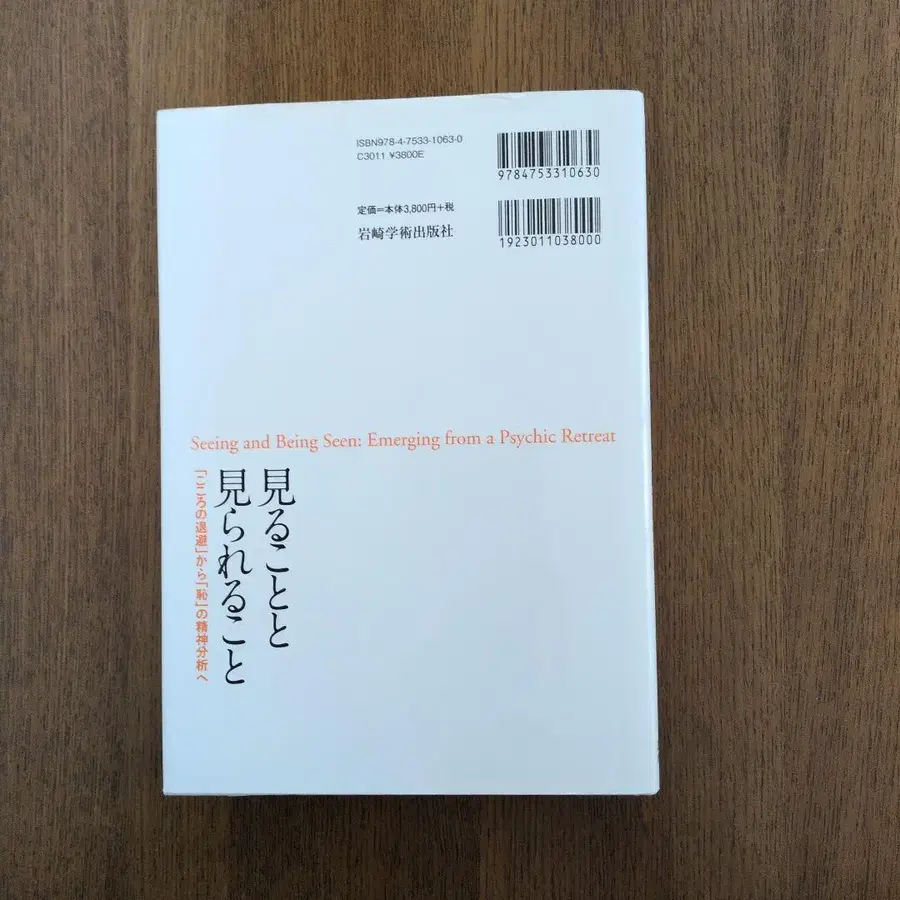 ISBN978-4-7533-1063-0
C3011 ¥3800E
9784753310630
定価=本体3,800円+税
岩崎学術出版社
1923011038000
Seeing and Being Seen: Emerging from a Psychic Retreat
見ることと
見られること
「こころの退避」から「恥」の精神分析へ